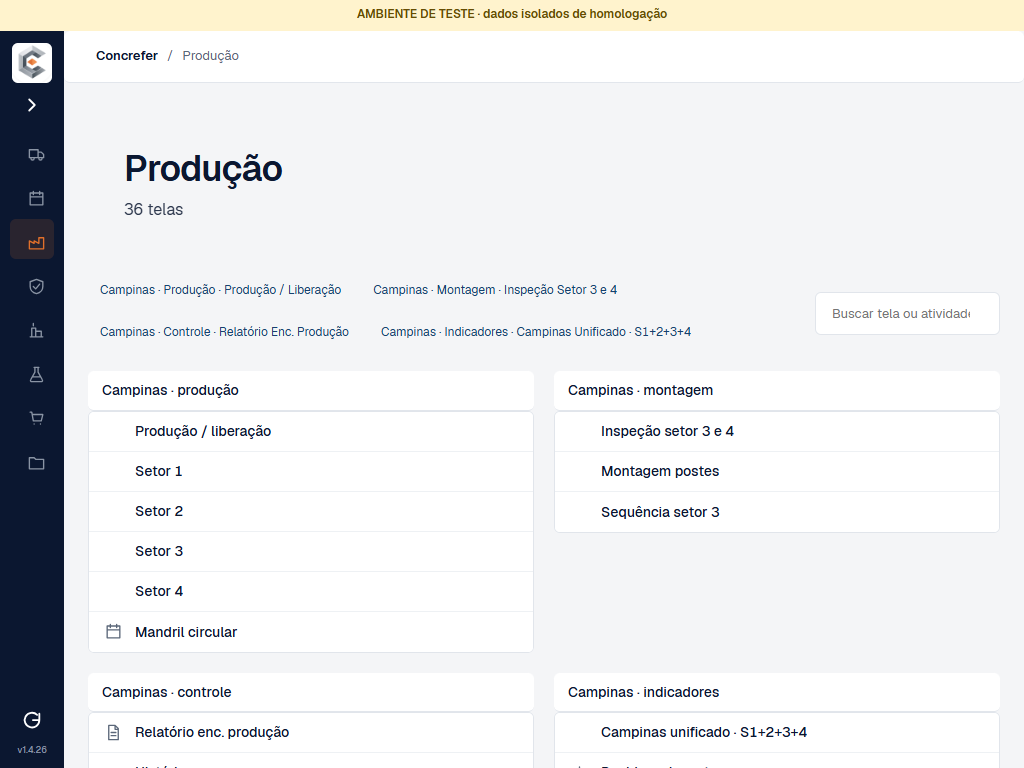 AMBIENTE DE TESTE · dados isolados de homologação
Concrefer / Produção
Produção
36 telas
Campinas · Produção · Produção / Liberação
Campinas · Montagem · Inspeção Setor 3 e 4
Campinas · Controle · Relatório Enc. Produção
Campinas · Indicadores · Campinas Unificado · S1+2+3+4
Buscar tela ou atividad
Campinas · produção
Produção / liberação
Setor 1
Setor 2
Setor 3
Setor 4
Mandril circular
Campinas · montagem
Inspeção setor 3 e 4
Montagem postes
Sequência setor 3
Campinas · controle
Relatório enc. produção
Campinas · indicadores
Campinas unificado · S1+2+3+4
v1.4.26